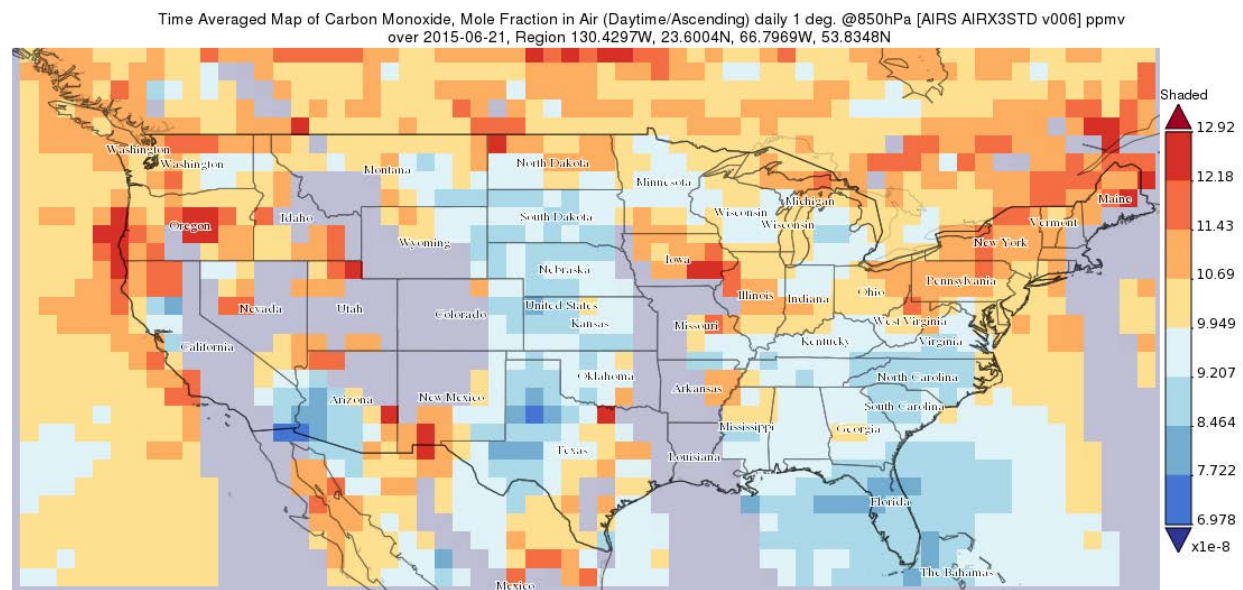 Time Averaged Map of Carbon Monoxide, Mole Fraction in Air (Daytime/Ascending) daily 1 deg. @850hPa [AIRS AIRX3STD v006] ppmv
over 2015-06-21, Region 130.4297W, 23.6004N, 66.7969W, 53.8348N
Shaded
12.92
12.18
11.43
10.69
9.949
9.207
8.464
7.722
6.978
x1e-8
Washington
Washington
Montana
North Dakota
Minnesota
Michigan
Maine
Oregon
Idaho
South Dakota
Wisconsin
Wisconsin
Vermont
Wyoming
New York
Iowa
Nebraska
Pennsylvania
Nevada
Utah
Colorado
United States
Kansas
Illinois
Indiana
Ohio
Missouri
West Virginia
California
Kentucky
Virginia
Arizona
New Mexico
Oklahoma
Arkansas
North Carolina
South Carolina
Mississippi
Georgia
Texas
Louisiana
Florida
The Bahamas
Mexico